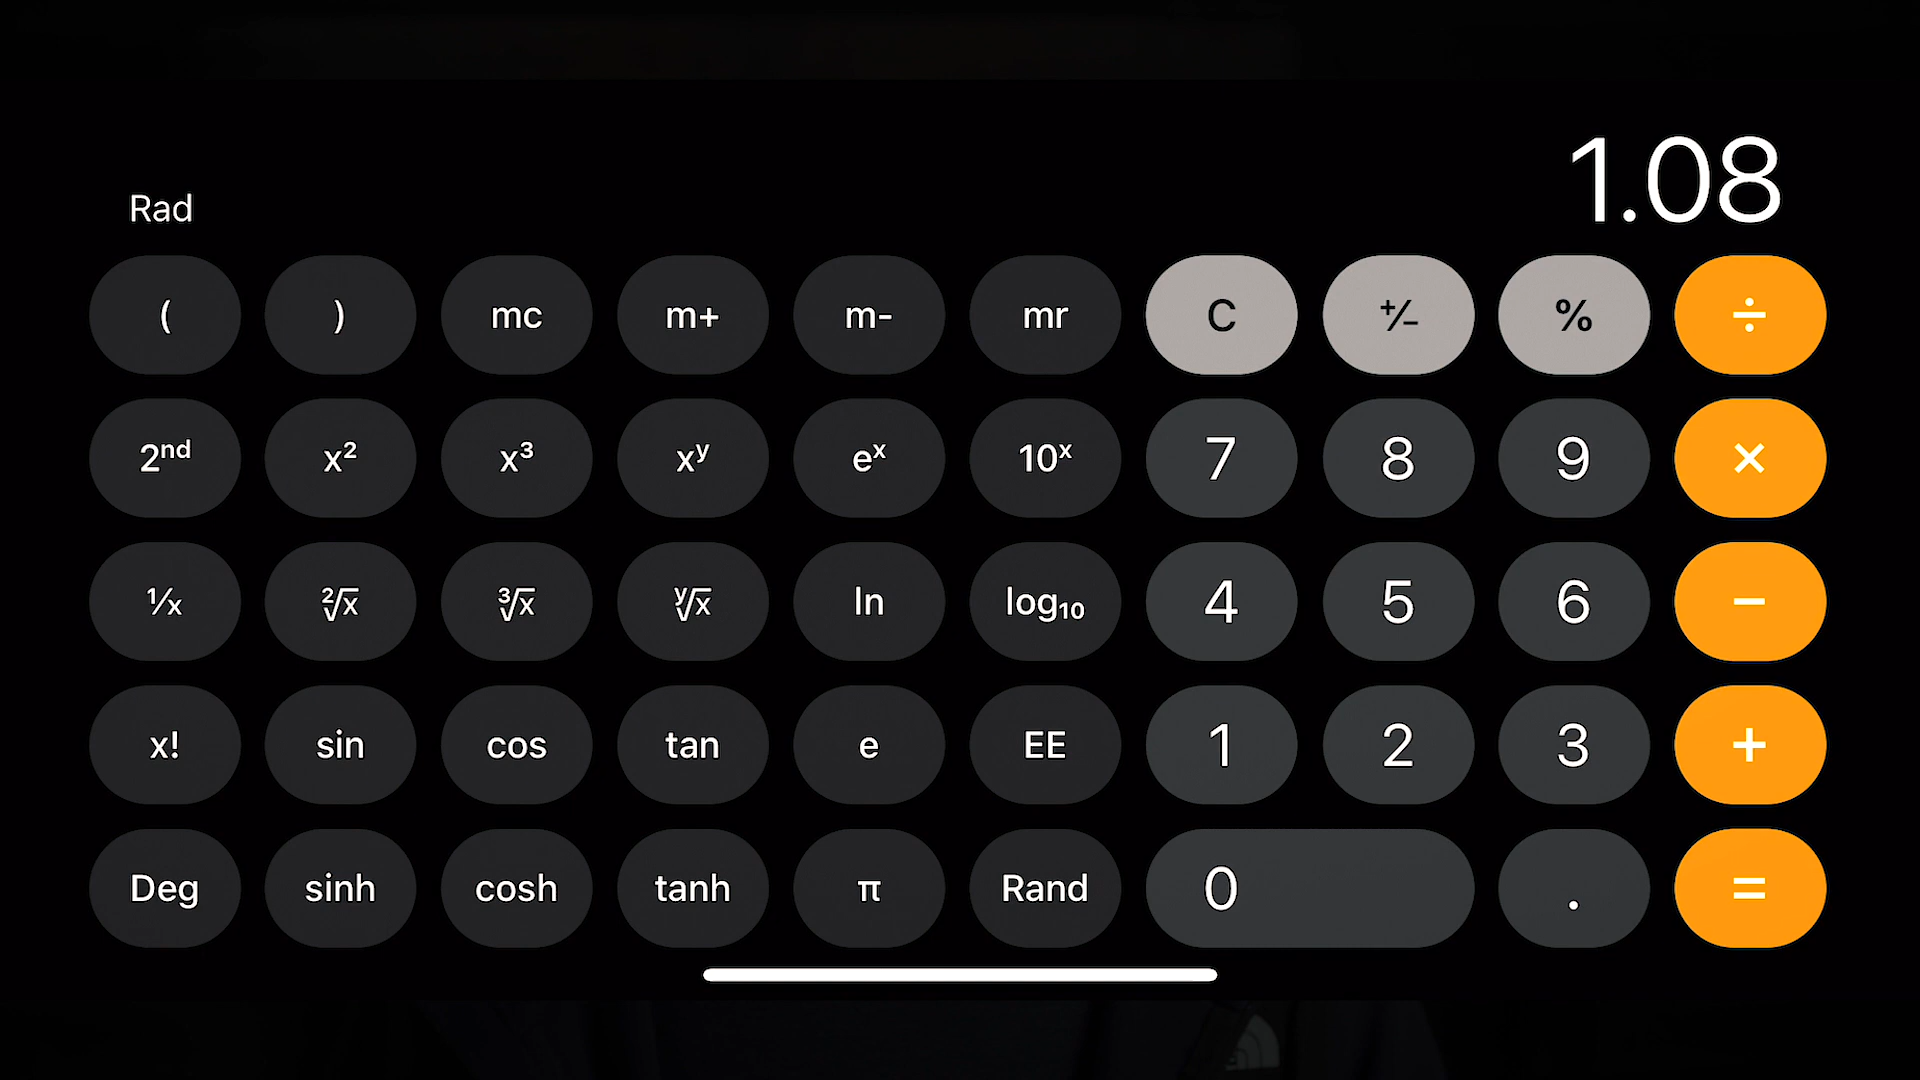 1.08
Rad
( ) mc m+ m- mr C +/− % ÷
2ⁿᵈ x² x³ xʸ eˣ 10ˣ 7 8 9 ×
1/x ²√x ³√x ʸ√x ln log₁₀ 4 5 6 −
x! sin cos tan e EE 1 2 3 +
Deg sinh cosh tanh π Rand 0 . =